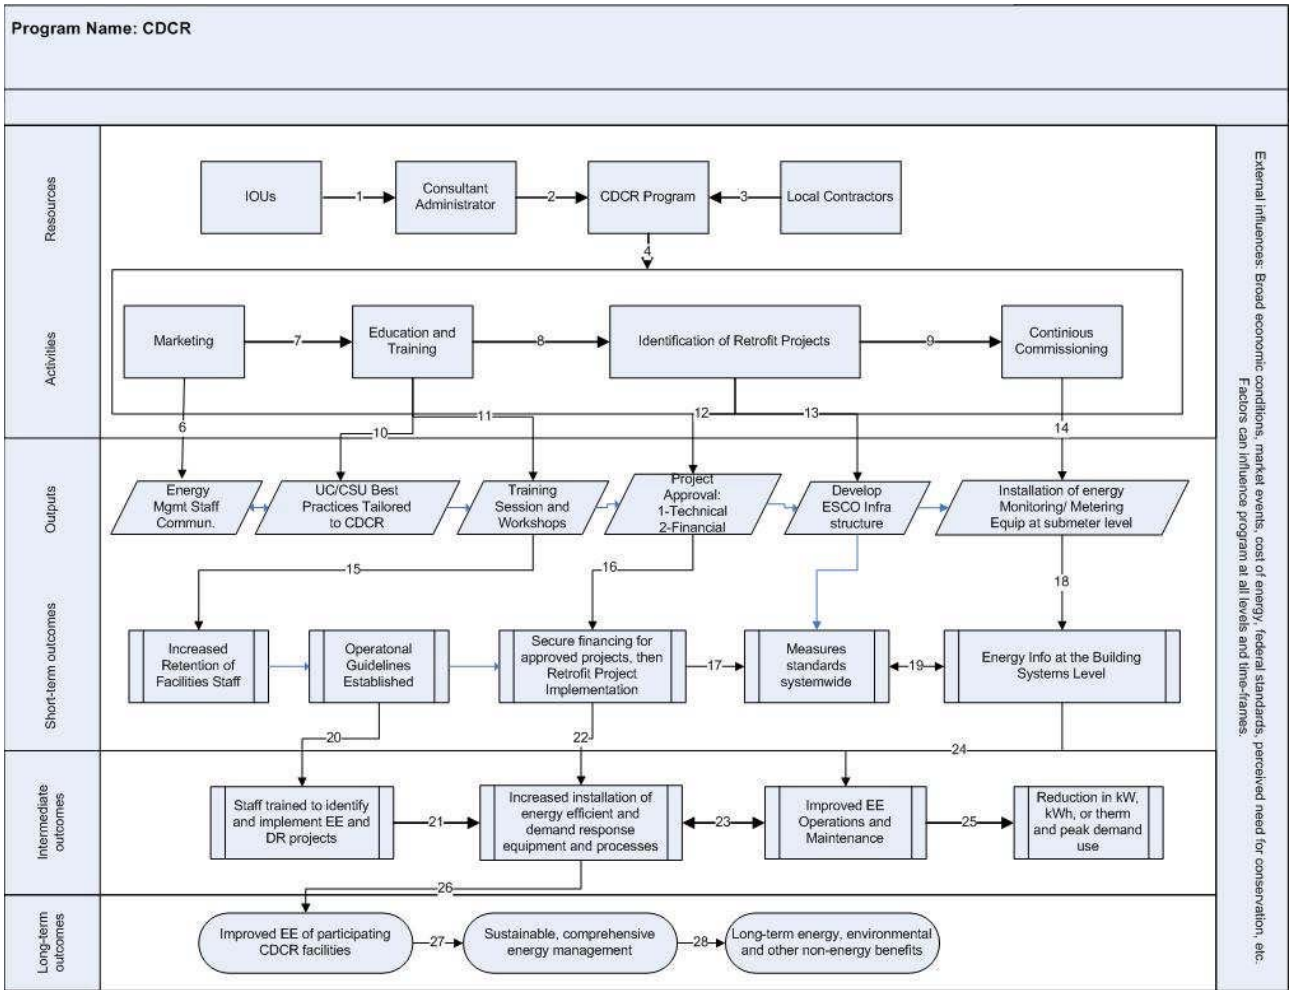 Program Name: CDCR
Resources
IOUs
1
Consultant
Administrator
2
CDCR Program
3
Local Contractors
4
Activities
Marketing
7
Education and
Training
8
Identification of Retrofit Projects
9
Continious
Commissioning
6
10
11
12
13
14
Outputs
Energy
Mgmt Staff
Commun.
UC/CSU Best
Practices Tailored
to CDCR
Training
Session and
Workshops
Project
Approval:
1-Technical
2-Financial
Develop
ESCO Infra
structure
Installation of energy
Monitoring/ Metering
Equip at submeter level
15
16
18
Short-term outcomes
Increased
Retention of
Facilities Staff
Operatonal
Guidelines
Established
Secure financing for
approved projects, then
Retrofit Project
Implementation
17
Measures
standards
systemwide
19
Energy Info at the Building
Systems Level
20
22
24
Intermediate
outcomes
Staff trained to identify
and implement EE and
DR projects
21
Increased installation of
energy efficient and
demand response
equipment and processes
23
Improved EE
Operations and
Maintenance
25
Reduction in kW,
kWh, or therm
and peak demand
use
26
Long-term
outcomes
Improved EE of participating
CDCR facilities
27
Sustainable, comprehensive
energy management
28
Long-term energy, environmental
and other non-energy benefits
External influences: Broad economic conditions, market events, cost of energy, federal standards, perceived need for conservation, etc.
Factors can influence program at all levels and time-frames.